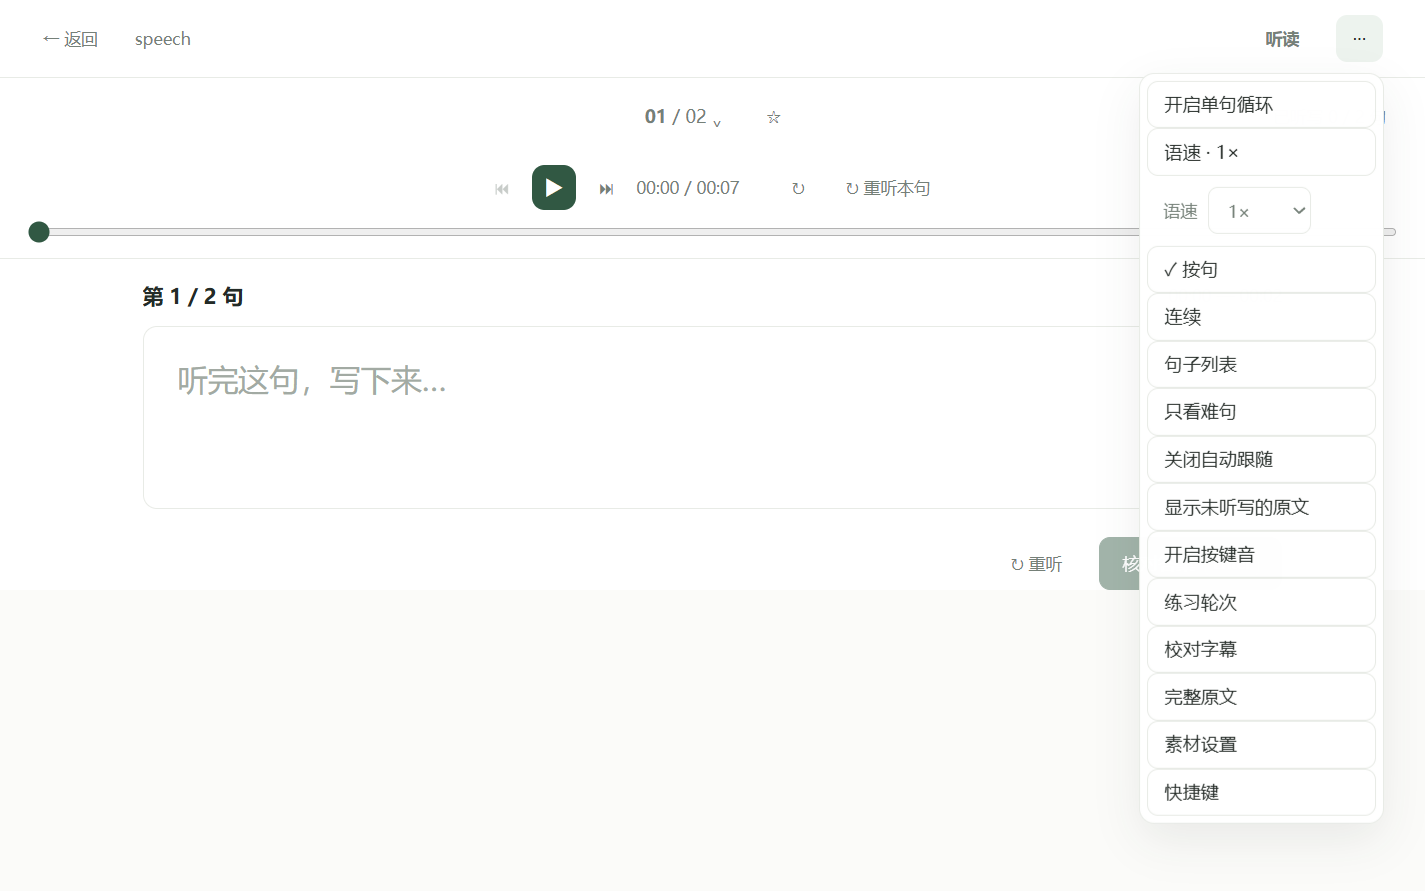 ← 返回 speech 听读 ...
01 / 02 ⌄ ☆
⏮ ▶ ⏭ 00:00 / 00:07 ↻ ↻ 重听本句
第 1 / 2 句
听完这句，写下来...
↻ 重听
核
开启单句循环
语速 · 1×
语速 1×
✓ 按句
连续
句子列表
只看难句
关闭自动跟随
显示未听写的原文
开启按键音
练习轮次
校对字幕
完整原文
素材设置
快捷键